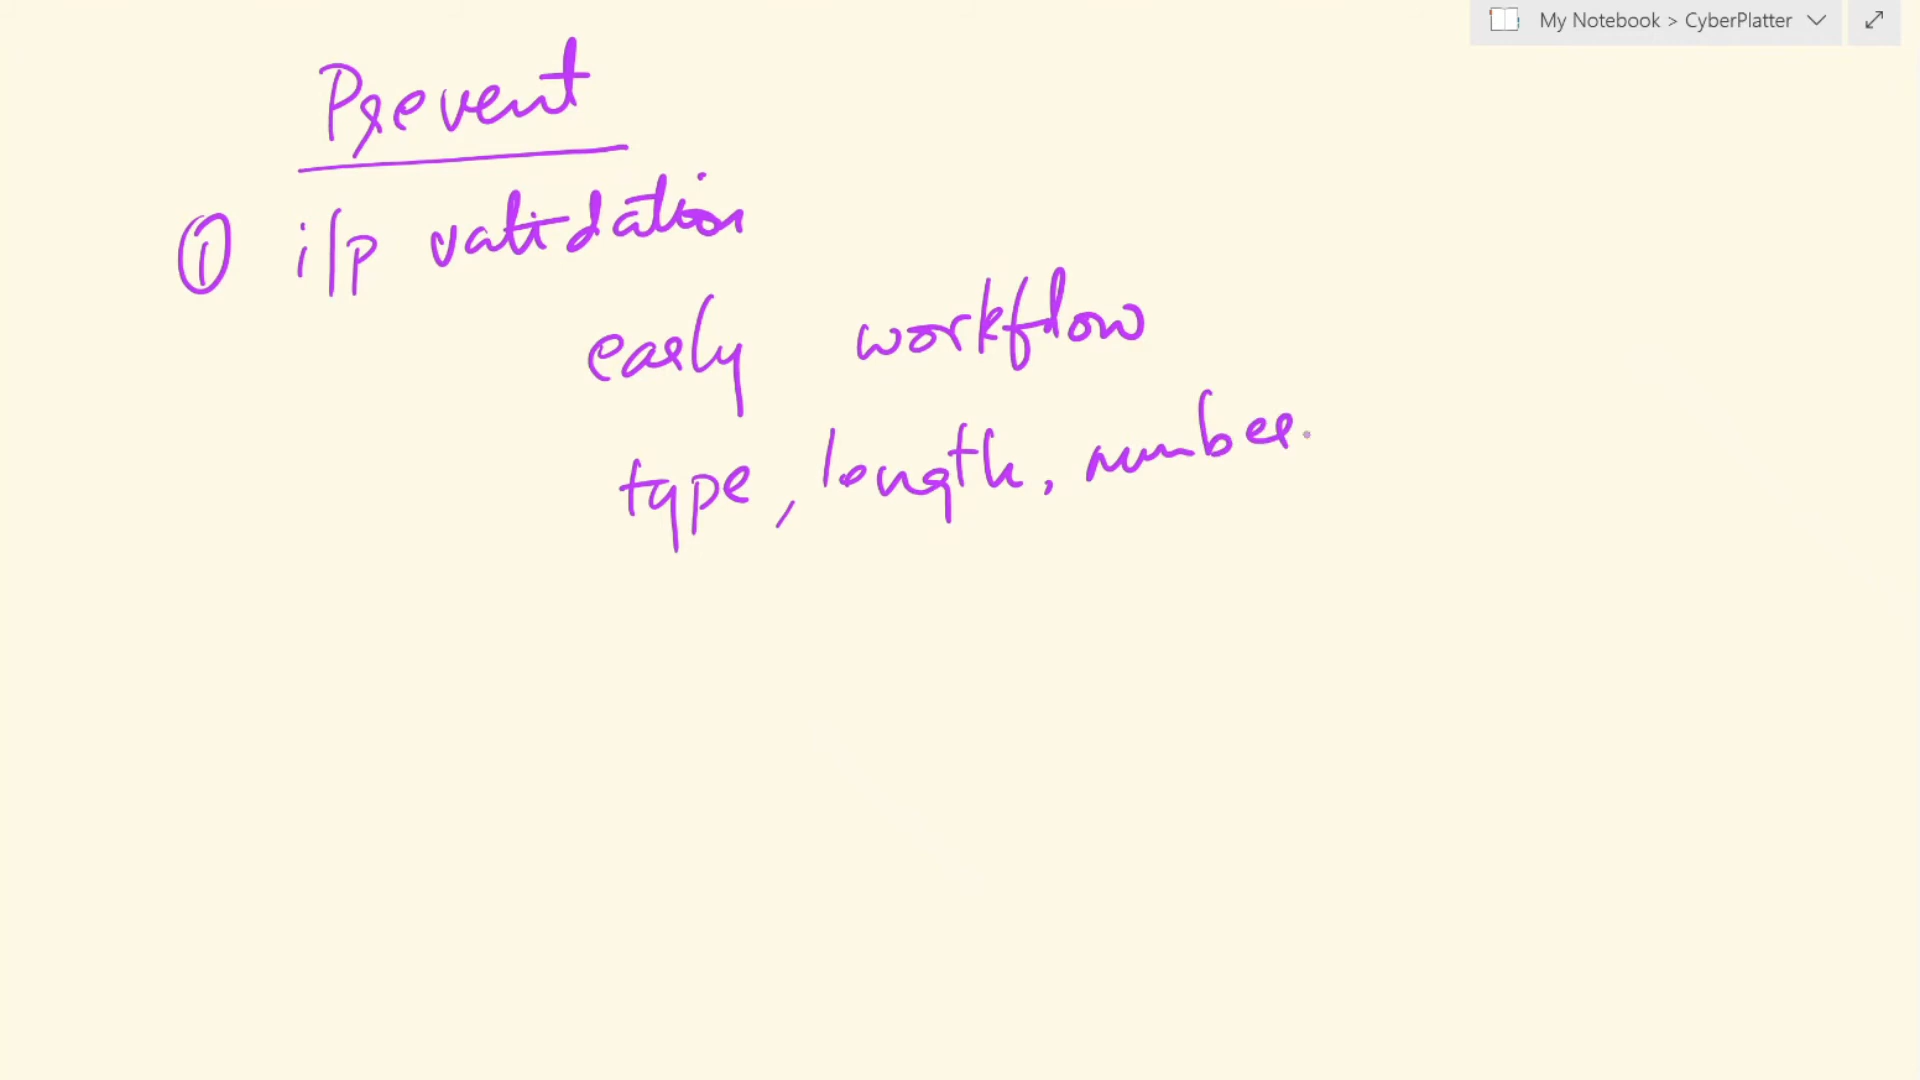 My Notebook > CyberPlatter
Prevent
① i/p validation
early workflow
type, length, number.